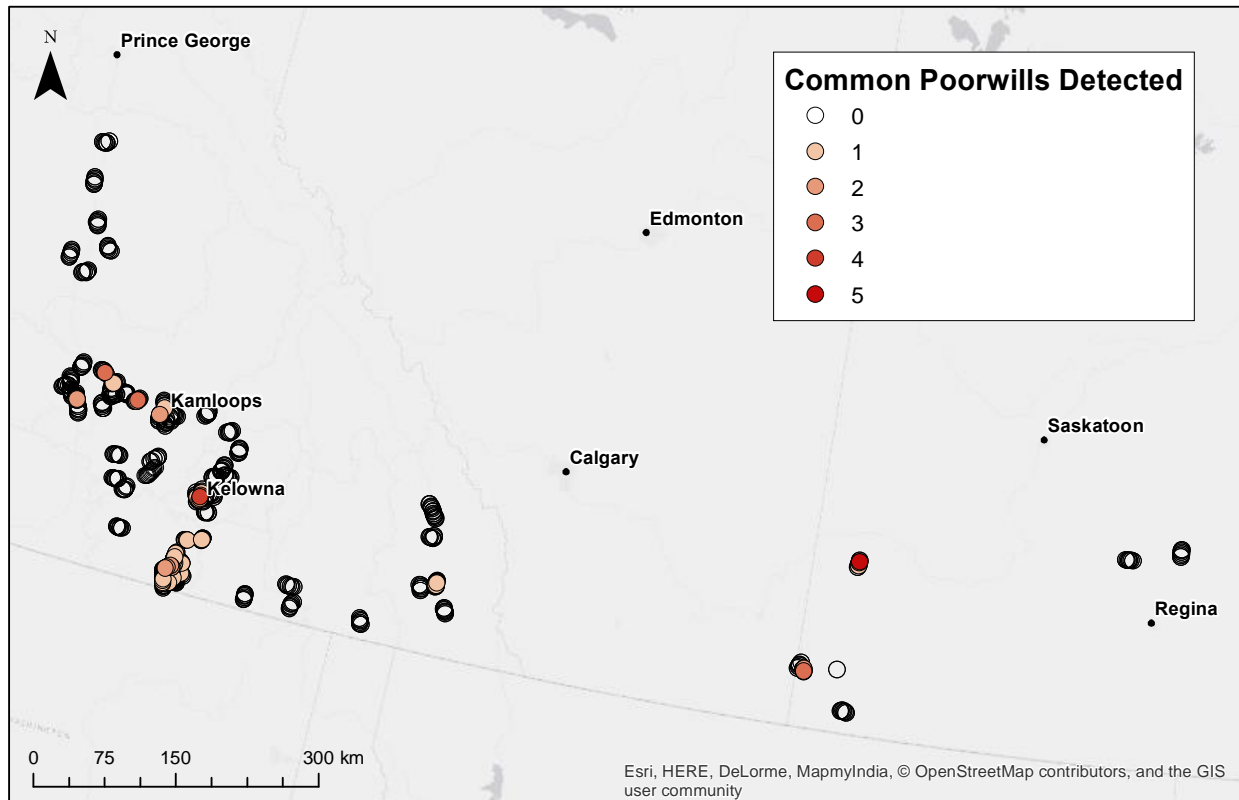 N
Prince George
Common Poorwills Detected
0
1
2
3
4
5
Edmonton
Kamloops
Calgary
Saskatoon
Kelowna
Regina
WASHINGTON
0 75 150 300 km
Esri, HERE, DeLorme, MapmyIndia, © OpenStreetMap contributors, and the GIS
user community